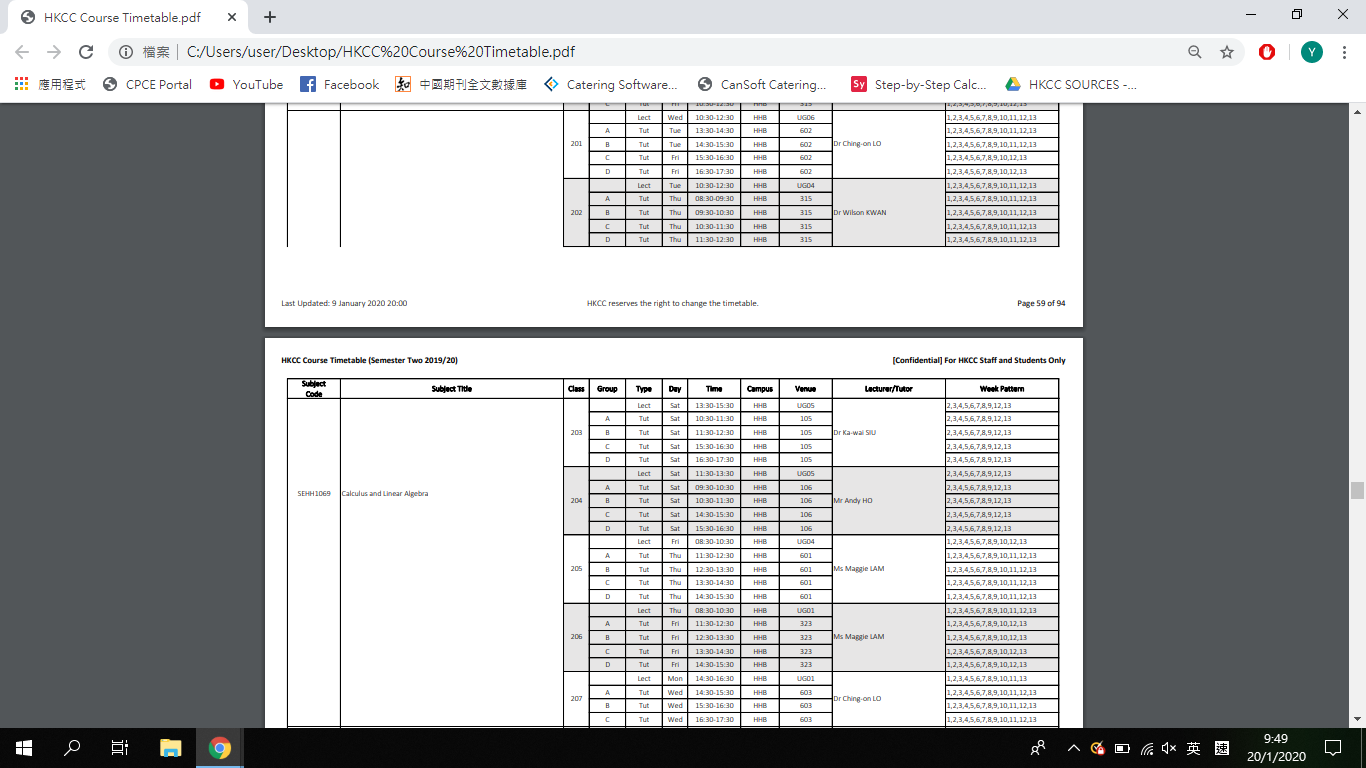 HKCC Course Timetable.pdf
檔案 C:/Users/user/Desktop/HKCC%20Course%20Timetable.pdf Y
應用程式 CPCE Portal YouTube Facebook 知 中國期刊全文數據庫 Catering Software... CanSoft Catering... Sy Step-by-Step Calc... HKCC SOURCES -...
C Tut Fri 10:30-12:30 HHB 315 1,2,3,4,5,6,7,8,9,10,12,13
Lect Wed 10:30-12:30 HHB UG06 1,2,3,4,5,6,7,8,9,10,11,12,13
A Tut Tue 13:30-14:30 HHB 602 1,2,3,4,5,6,7,8,9,10,11,12,13
201 B Tut Tue 14:30-15:30 HHB 602 Dr Ching-on LO 1,2,3,4,5,6,7,8,9,10,11,12,13
C Tut Fri 15:30-16:30 HHB 602 1,2,3,4,5,6,7,8,9,10,12,13
D Tut Fri 16:30-17:30 HHB 602 1,2,3,4,5,6,7,8,9,10,12,13
Lect Tue 10:30-12:30 HHB UG04 1,2,3,4,5,6,7,8,9,10,11,12,13
A Tut Thu 08:30-09:30 HHB 315 1,2,3,4,5,6,7,8,9,10,11,12,13
202 B Tut Thu 09:30-10:30 HHB 315 Dr Wilson KWAN 1,2,3,4,5,6,7,8,9,10,11,12,13
C Tut Thu 10:30-11:30 HHB 315 1,2,3,4,5,6,7,8,9,10,11,12,13
D Tut Thu 11:30-12:30 HHB 315 1,2,3,4,5,6,7,8,9,10,11,12,13
Last Updated: 9 January 2020 20:00 HKCC reserves the right to change the timetable. Page 59 of 94
HKCC Course Timetable (Semester Two 2019/20) [Confidential] For HKCC Staff and Students Only
Subject Code Subject Title Class Group Type Day Time Campus Venue Lecturer/Tutor Week Pattern
Lect Sat 13:30-15:30 HHB UG05 2,3,4,5,6,7,8,9,12,13
A Tut Sat 10:30-11:30 HHB 105 2,3,4,5,6,7,8,9,12,13
203 B Tut Sat 11:30-12:30 HHB 105 Dr Ka-wai SIU 2,3,4,5,6,7,8,9,12,13
C Tut Sat 15:30-16:30 HHB 105 2,3,4,5,6,7,8,9,12,13
D Tut Sat 16:30-17:30 HHB 105 2,3,4,5,6,7,8,9,12,13
Lect Sat 11:30-13:30 HHB UG05 2,3,4,5,6,7,8,9,12,13
A Tut Sat 09:30-10:30 HHB 106 2,3,4,5,6,7,8,9,12,13
SEHH1069 Calculus and Linear Algebra 204 B Tut Sat 10:30-11:30 HHB 106 Mr Andy HO 2,3,4,5,6,7,8,9,12,13
C Tut Sat 14:30-15:30 HHB 106 2,3,4,5,6,7,8,9,12,13
D Tut Sat 15:30-16:30 HHB 106 2,3,4,5,6,7,8,9,12,13
Lect Fri 08:30-10:30 HHB UG04 1,2,3,4,5,6,7,8,9,10,12,13
A Tut Thu 11:30-12:30 HHB 601 1,2,3,4,5,6,7,8,9,10,11,12,13
205 B Tut Thu 12:30-13:30 HHB 601 Ms Maggie LAM 1,2,3,4,5,6,7,8,9,10,11,12,13
C Tut Thu 13:30-14:30 HHB 601 1,2,3,4,5,6,7,8,9,10,11,12,13
D Tut Thu 14:30-15:30 HHB 601 1,2,3,4,5,6,7,8,9,10,11,12,13
Lect Thu 08:30-10:30 HHB UG01 1,2,3,4,5,6,7,8,9,10,11,12,13
A Tut Fri 11:30-12:30 HHB 323 1,2,3,4,5,6,7,8,9,10,12,13
206 B Tut Fri 12:30-13:30 HHB 323 Ms Maggie LAM 1,2,3,4,5,6,7,8,9,10,12,13
C Tut Fri 13:30-14:30 HHB 323 1,2,3,4,5,6,7,8,9,10,12,13
D Tut Fri 14:30-15:30 HHB 323 1,2,3,4,5,6,7,8,9,10,12,13
Lect Mon 14:30-16:30 HHB UG01 1,2,3,4,5,6,7,8,9,10,11,13
207 A Tut Wed 14:30-15:30 HHB 603 Dr Ching-on LO 1,2,3,4,5,6,7,8,9,10,11,12,13
B Tut Wed 15:30-16:30 HHB 603 1,2,3,4,5,6,7,8,9,10,11,12,13
C Tut Wed 16:30-17:30 HHB 603 1,2,3,4,5,6,7,8,9,10,11,12,13
英 速 9:49
20/1/2020